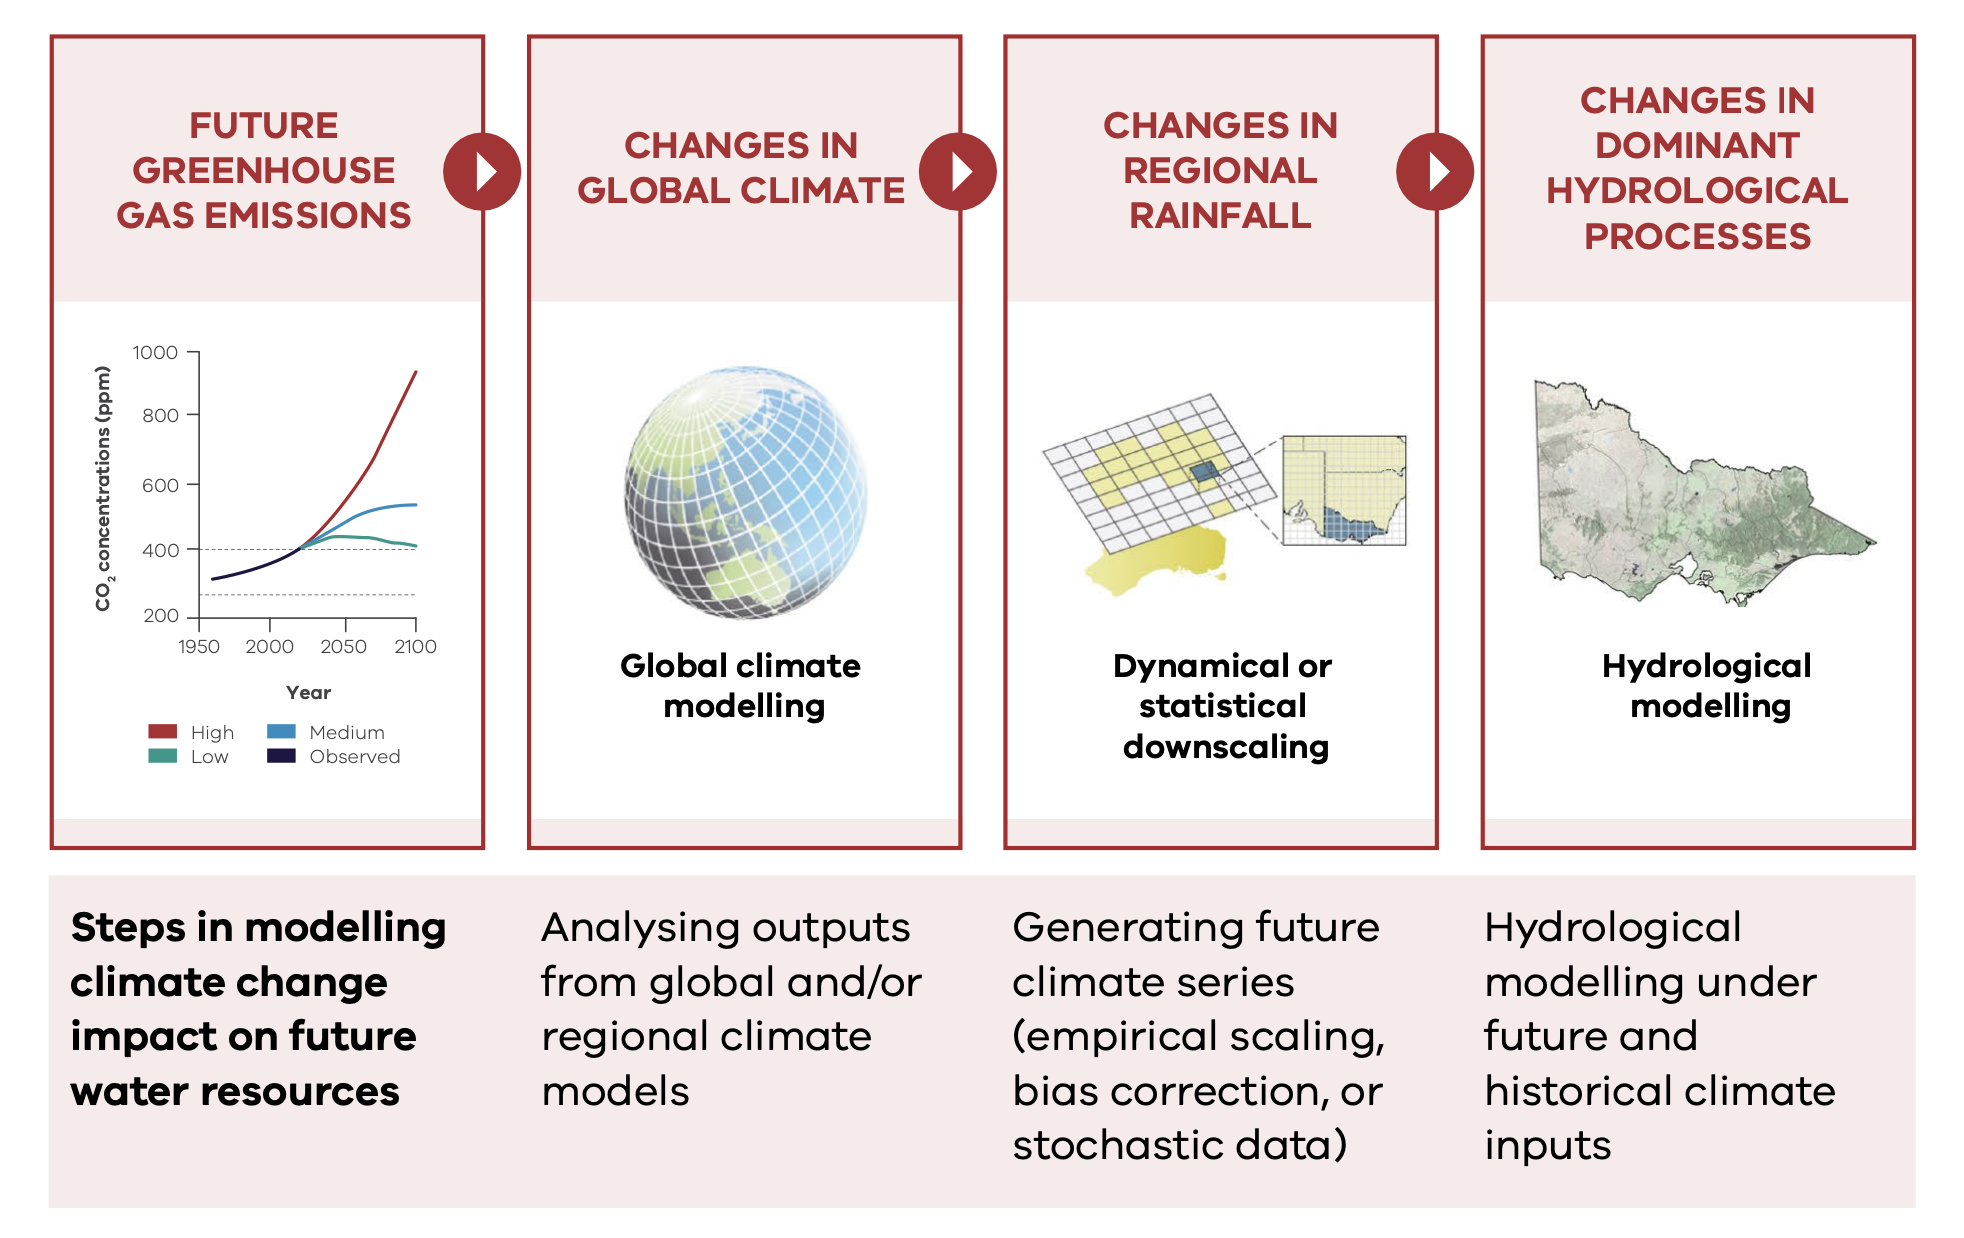 FUTURE
GREENHOUSE
GAS EMISSIONS
CHANGES IN
GLOBAL CLIMATE
CHANGES IN
REGIONAL
RAINFALL
CHANGES IN
DOMINANT
HYDROLOGICAL
PROCESSES
CO2 concentrations (ppm)
1000
800
600
400
200
1950 2000 2050 2100
Year
High Medium
Low Observed
Global climate
modelling
Dynamical or
statistical
downscaling
Hydrological
modelling
Steps in modelling
climate change
impact on future
water resources
Analysing outputs
from global and/or
regional climate
models
Generating future
climate series
(empirical scaling,
bias correction, or
stochastic data)
Hydrological
modelling under
future and
historical climate
inputs